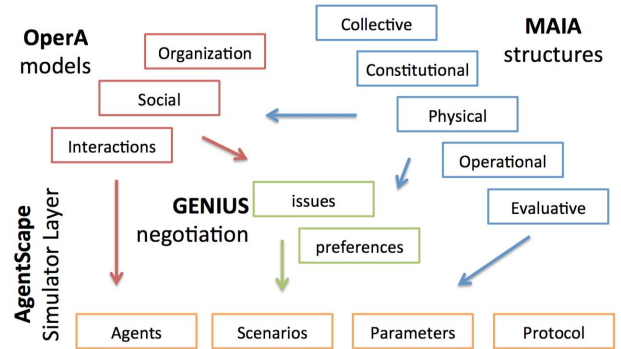 OperA
models
Organization
Social
Interactions
Collective
Constitutional
Physical
Operational
Evaluative
MAIA
structures
GENIUS
negotiation
issues
preferences
AgentScape
Simulator Layer
Agents
Scenarios
Parameters
Protocol